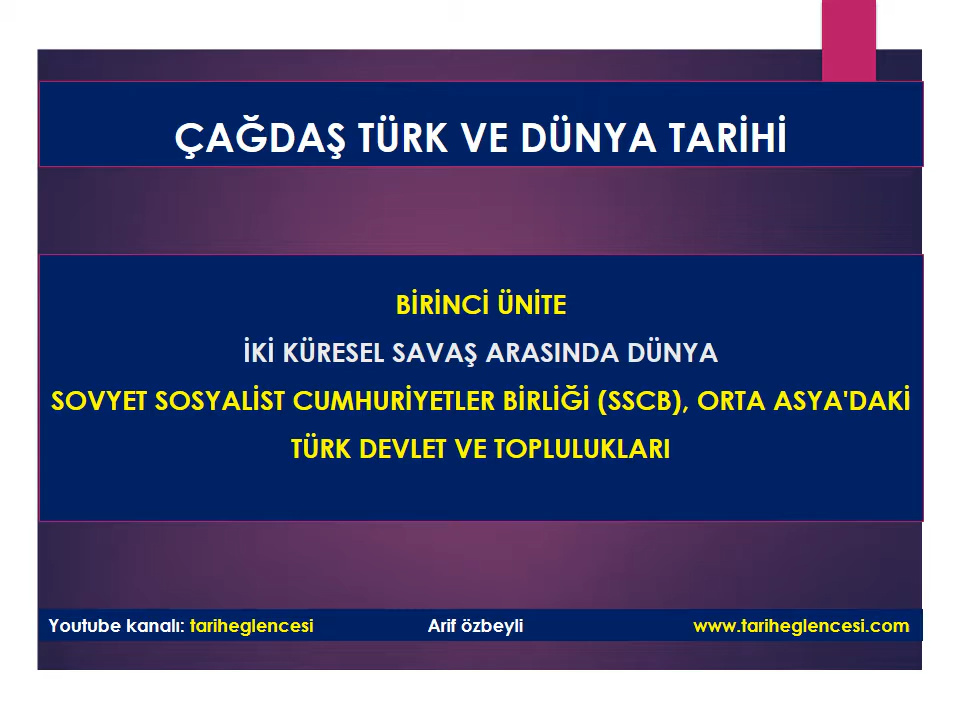 ÇAĞDAŞ TÜRK VE DÜNYA TARİHİ
BİRİNCİ ÜNİTE
İKİ KÜRESEL SAVAŞ ARASINDA DÜNYA
SOVYET SOSYALİST CUMHURİYETLER BİRLİĞİ (SSCB), ORTA ASYA'DAKİ
TÜRK DEVLET VE TOPLULUKLARI
Youtube kanalı: tariheglencesi Arif özbeyli www.tariheglencesi.com